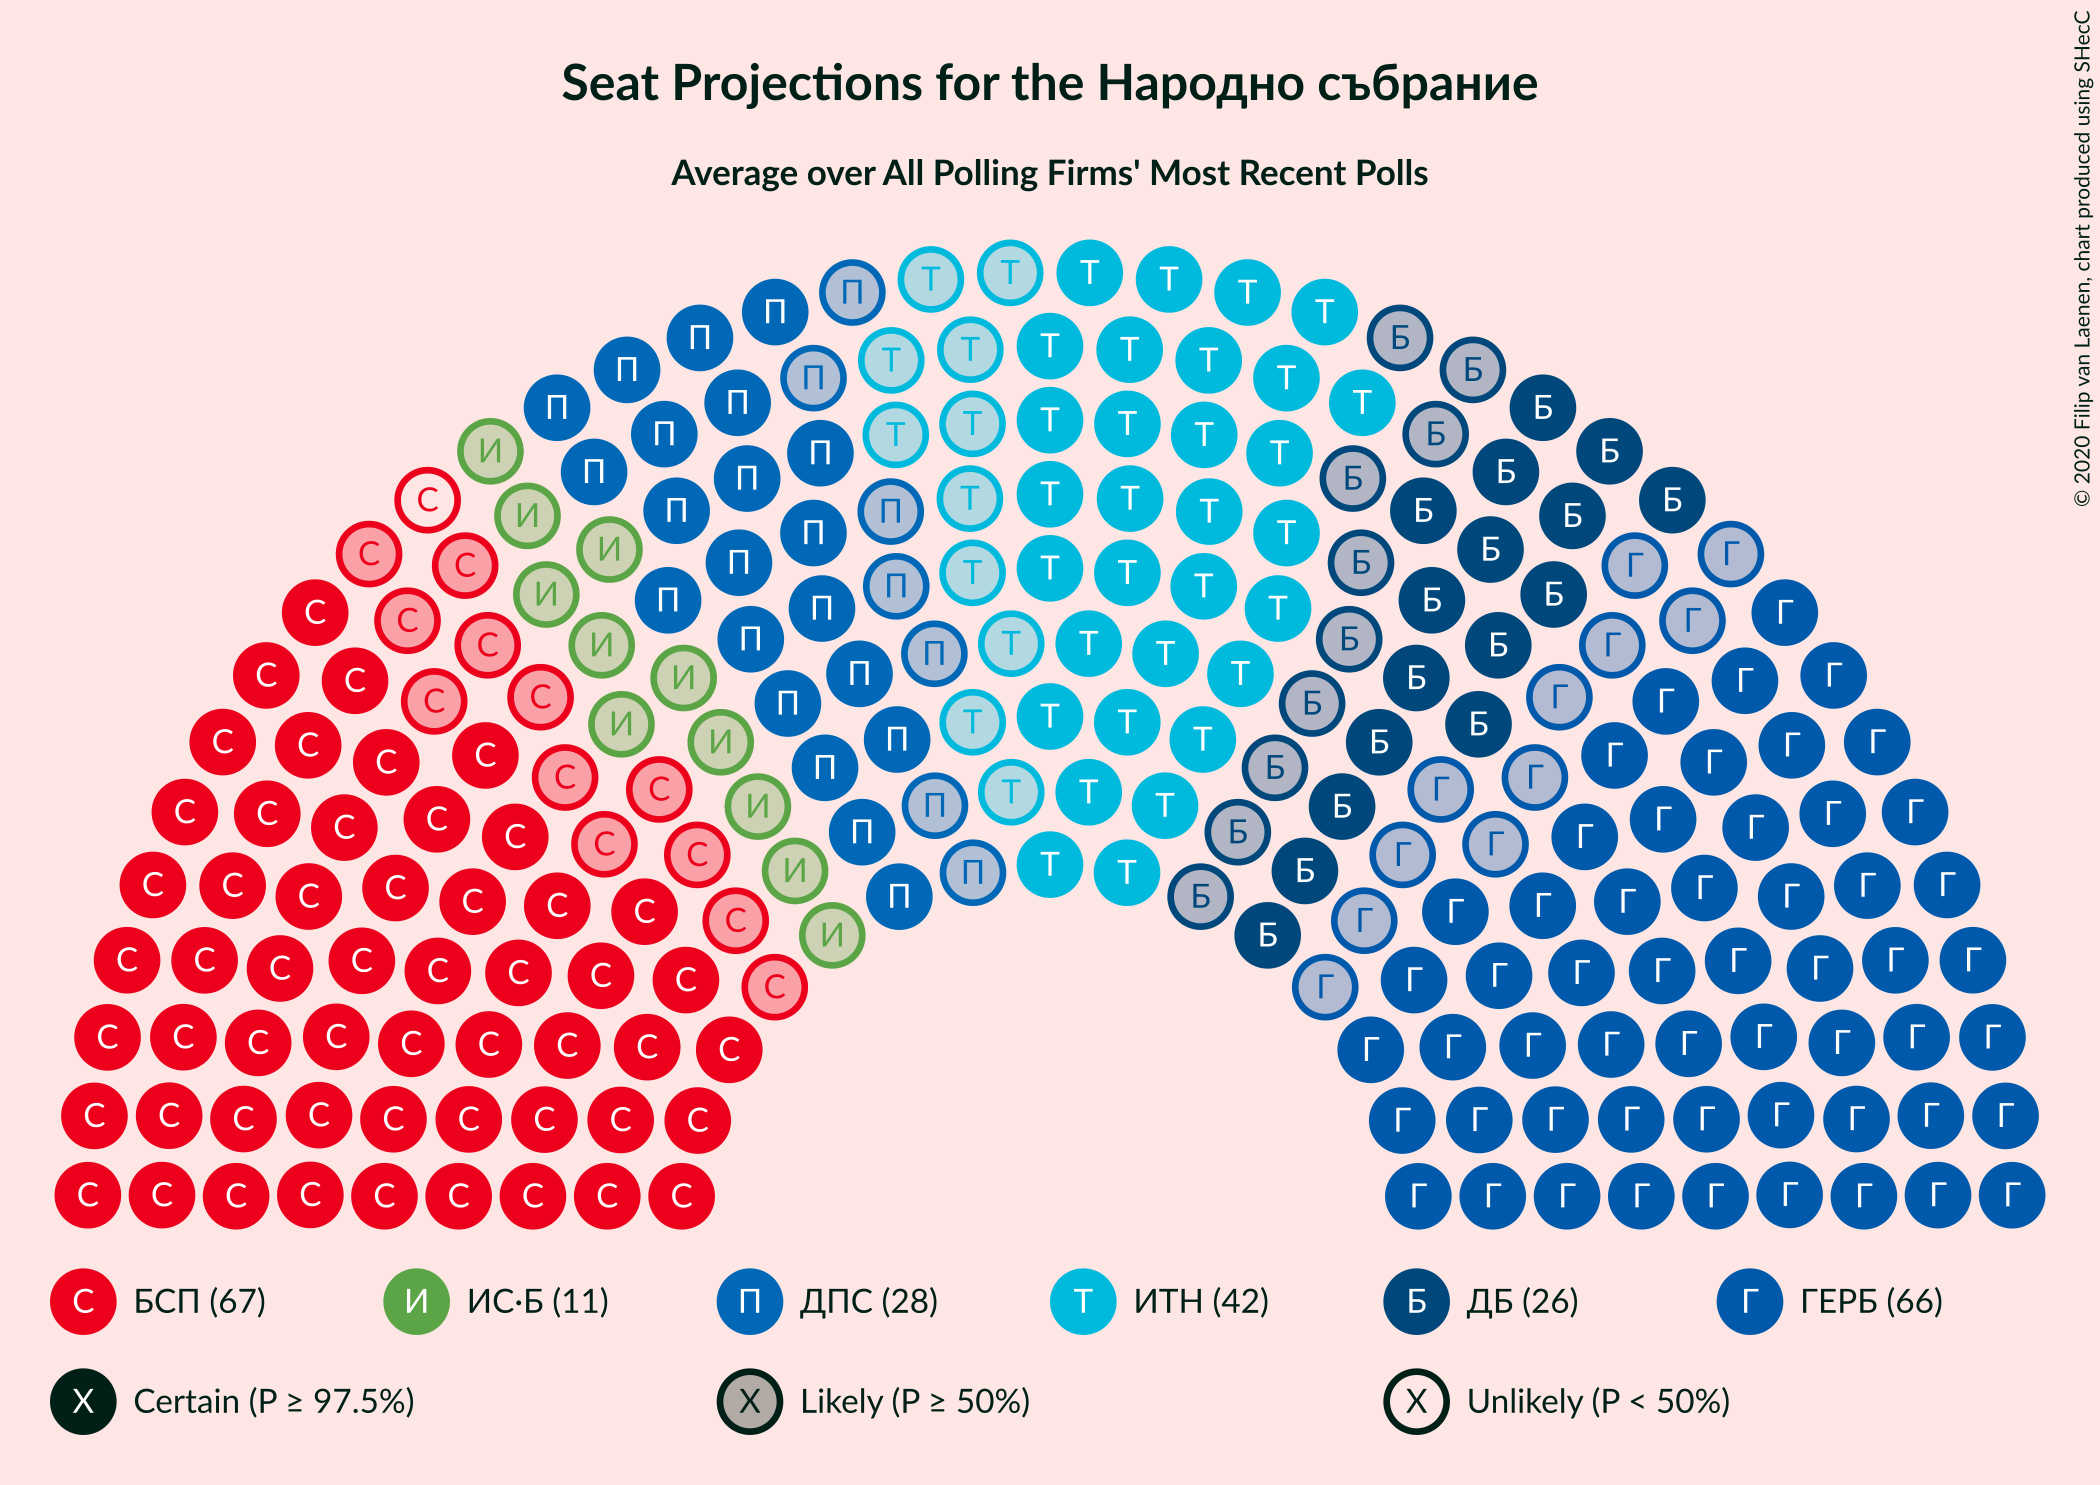 Seat Projections for the Народно събрание
Average over All Polling Firms' Most Recent Polls
© 2020 Filip van Laenen, chart produced using SHecC
С БСП (67) И ИС·Б (11) П ДПС (28) Т ИТН (42) Б ДБ (26) Г ГЕРБ (66)
X Certain (P ≥ 97.5%) X Likely (P ≥ 50%) X Unlikely (P < 50%)